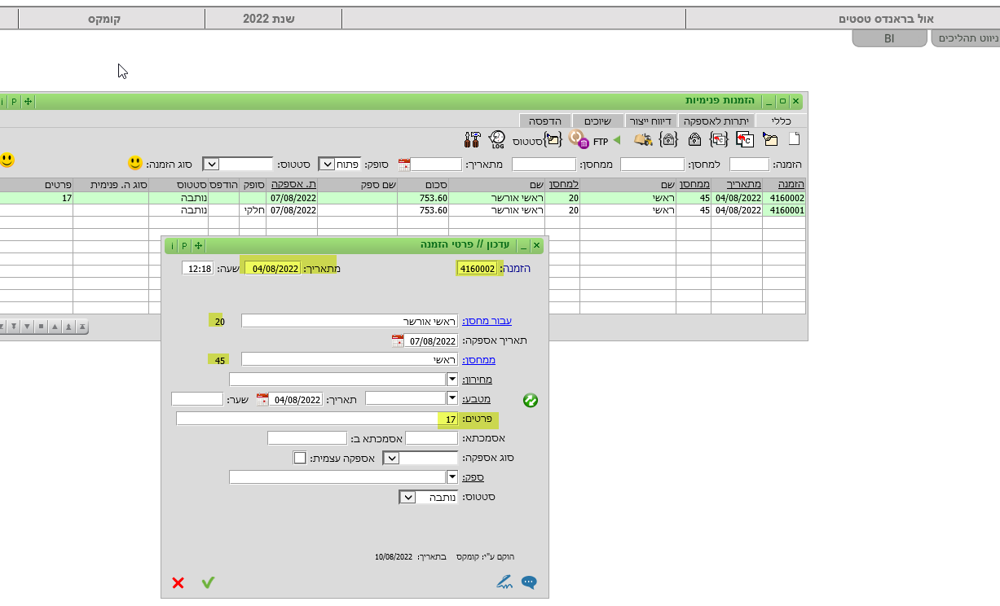 אול בראנדס טסטים שנת 2022 קומקס
ניווט תהליכים BI
הזמנות פנימיות P i
כללי יתרות לאספקה דיווח ייצור שיוכים הדפסה
FTP סטטוס LOG
הזמנה: למחסן: ממחסן: מתאריך: סופק: פתוח סטטוס: סוג הזמנה:
הזמנה מתאריך ממחסן שם למחסן שם סכום שם ספק ת. אספקה סופק הודפס סטטוס סוג ה. פנימית פרטים
4160002 04/08/2022 45 ראשי 20 ראשי אורשר 753.60 07/08/2022 נותבה 17
4160001 04/08/2022 45 ראשי 20 ראשי אורשר 753.60 07/08/2022 חלקי נותבה
עדכון // פרטי הזמנה P i
הזמנה: 4160002 מתאריך: 04/08/2022 שעה: 12:18
עבור מחסן: ראשי אורשר 20
תאריך אספקה: 07/08/2022
ממחסן: ראשי 45
מחירון:
מטבע: תאריך: 04/08/2022 שער:
פרטים: 17
אסמכתא: אסמכתא ב:
סוג אספקה: אספקה עצמית:
ספק:
סטטוס: נותבה
הוקם ע"י: קומקס בתאריך: 10/08/2022